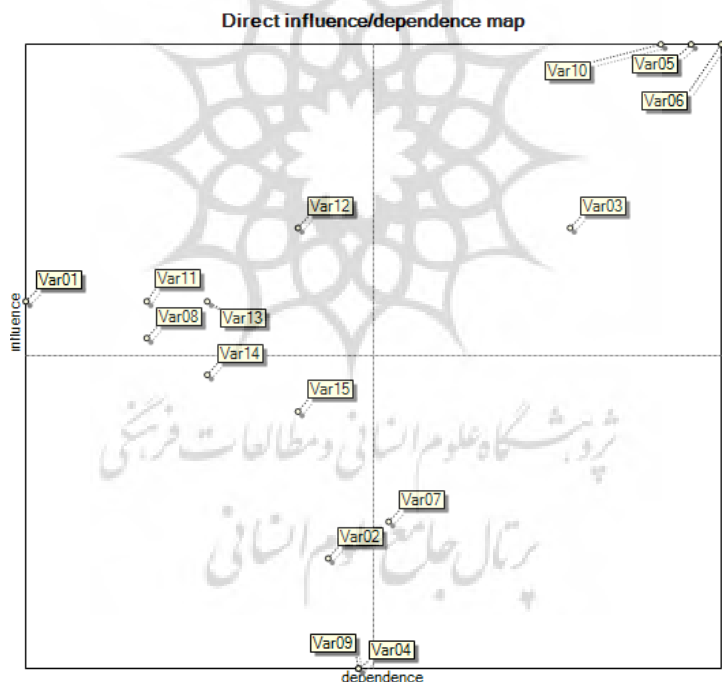 Direct influence/dependence map
Var10
Var05
Var06
Var12
Var03
Var01
Var11
Var08
Var13
Var14
Var15
Var07
Var02
Var09
Var04
influence
dependence
پژوهشگاه علوم انسانی و مطالعات فرهنگی
پرتال جامع علوم انسانی